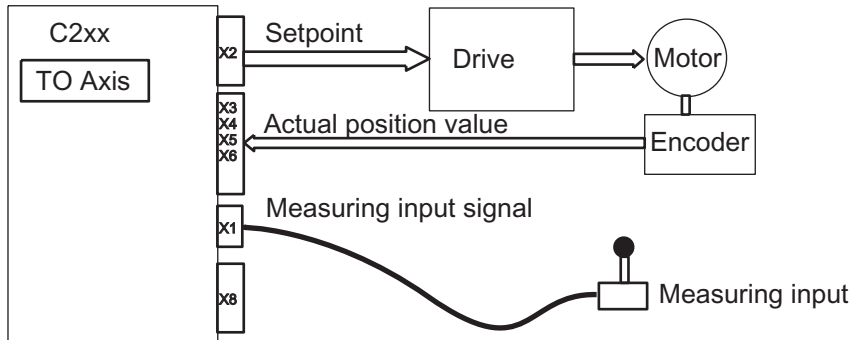 C2xx
TO Axis
X2
Setpoint
Drive
Motor
X3
X4
X5
X6
Actual position value
Encoder
X1
Measuring input signal
X8
Measuring input